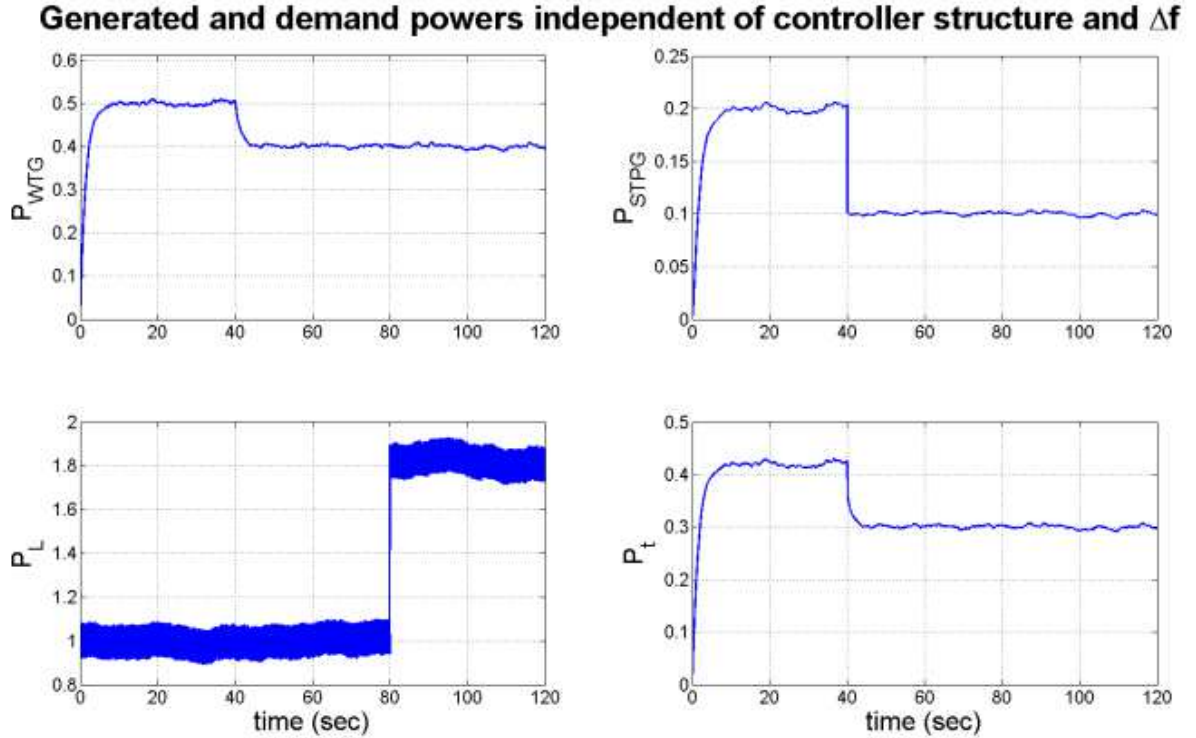 Generated and demand powers independent of controller structure and Δf
0.6
0.5
0.4
0.3
0.2
0.1
0
P_WTG
0 20 40 60 80 100 120
0.25
0.2
0.15
0.1
0.05
0
P_STPG
0 20 40 60 80 100 120
2
1.8
1.6
1.4
1.2
1
0.8
P_L
0 20 40 60 80 100 120
time (sec)
0.5
0.4
0.3
0.2
0.1
0
P_t
0 20 40 60 80 100 120
time (sec)